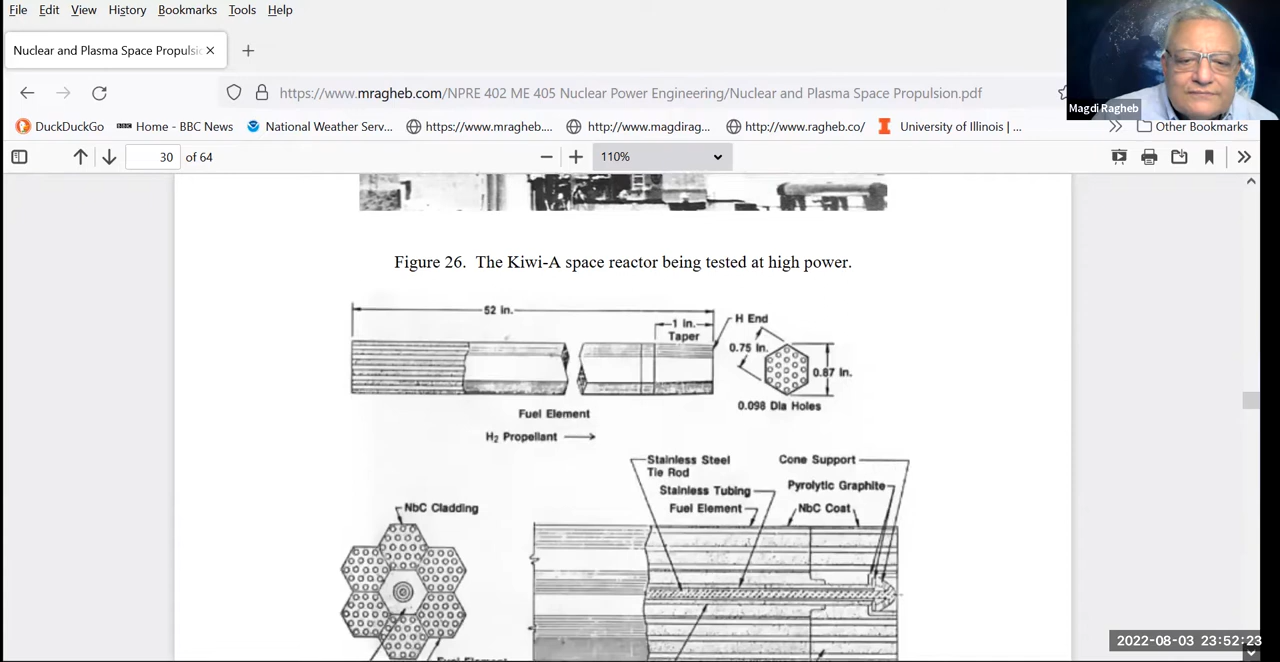 File Edit View History Bookmarks Tools Help
Nuclear and Plasma Space Propulsic
https://www.mragheb.com/NPRE 402 ME 405 Nuclear Power Engineering/Nuclear and Plasma Space Propulsion.pdf
Magdi Ragheb
DuckDuckGo Home - BBC News National Weather Serv... https://www.mragheb.... http://www.magdirag... http://www.ragheb.co/ University of Illinois | ... Other Bookmarks
30 of 64 110%
Figure 26. The Kiwi-A space reactor being tested at high power.
52 in.
1 in. H End
Taper 0.75 in.
0.87 in.
0.098 Dia Holes
Fuel Element
H2 Propellant
Stainless Steel Cone Support
Tie Rod
Stainless Tubing Pyrolytic Graphite
NbC Cladding Fuel Element NbC Coat
Fuel Element
2022-08-03 23:52:23